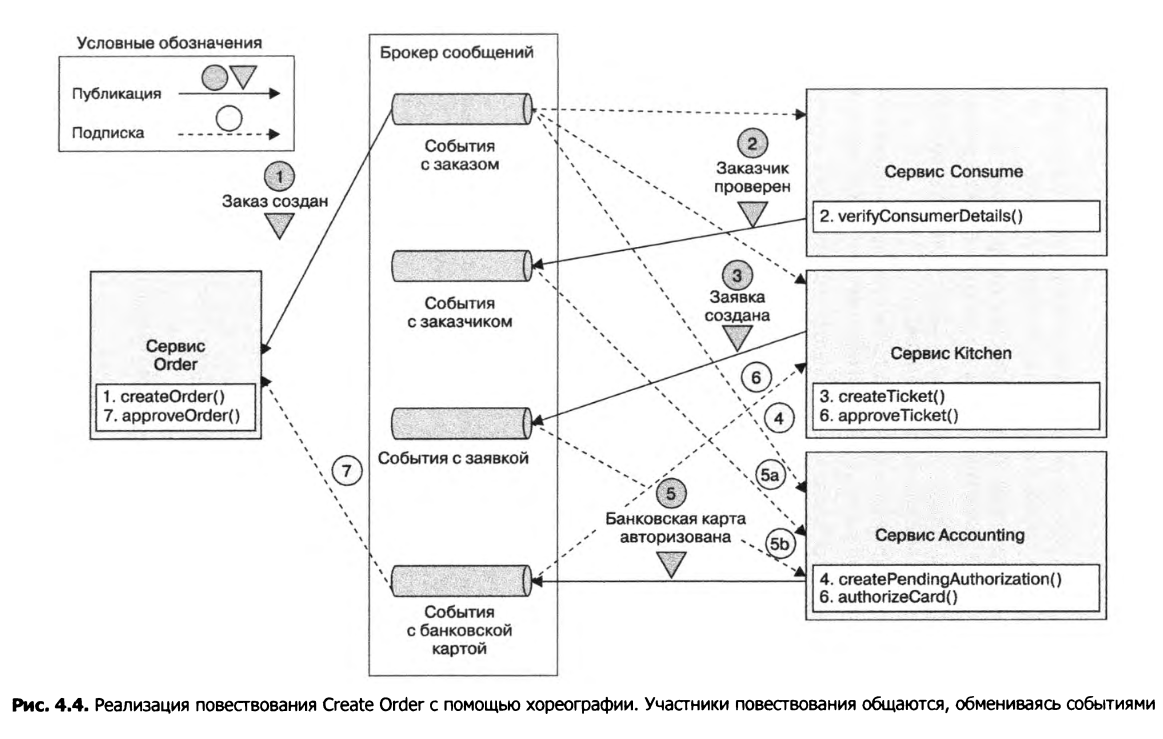 Условные обозначения
Публикация
Подписка
1
Заказ создан
Сервис
Order
1. createOrder()
7. approveOrder()
7
Брокер сообщений
События
с заказом
События
с заказчиком
События с заявкой
События
с банковской
картой
2
Заказчик
проверен
3
Заявка
создана
6
4
5a
5
Банковская карта
авторизована
5b
Сервис Consume
2. verifyConsumerDetails()
Сервис Kitchen
3. createTicket()
6. approveTicket()
Сервис Accounting
4. createPendingAuthorization()
6. authorizeCard()
Рис. 4.4. Реализация повествования Create Order с помощью хореографии. Участники повествования общаются, обмениваясь событиями